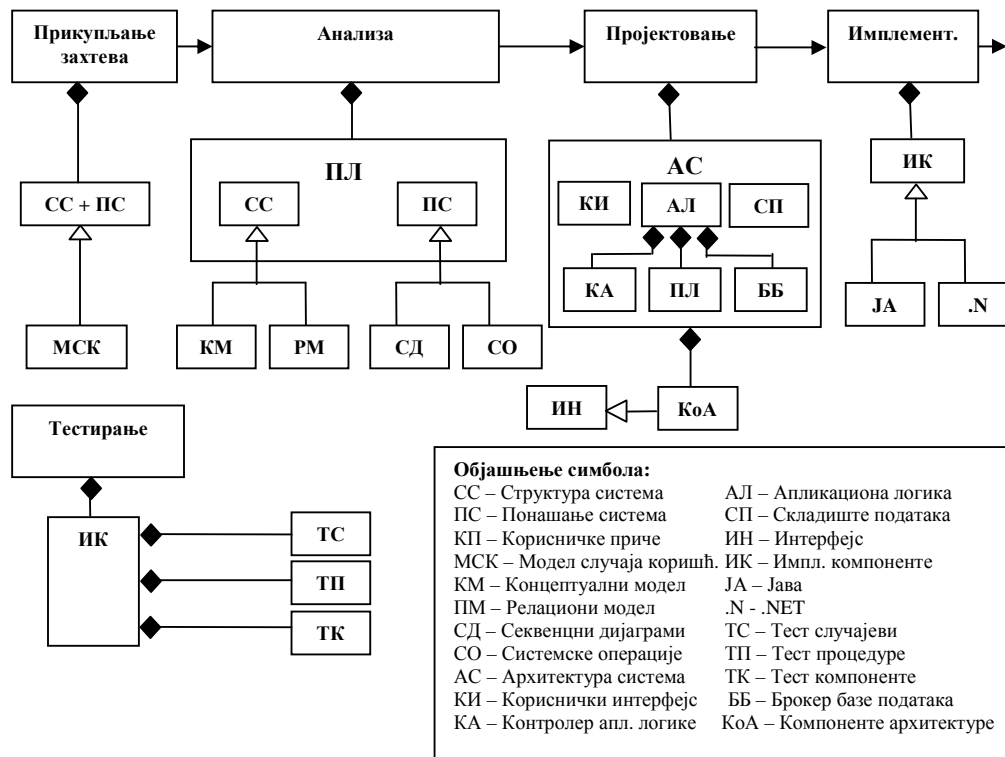 Прикупљање
захтева
Анализа
Пројектовање
Имплемент.
СС + ПС
ПЛ
СС
ПС
АС
КИ
АЛ
СП
КА
ПЛ
ББ
ИК
ЈА
.N
МСК
КМ
РМ
СД
СО
ИН
КоА
Тестирање
ИК
ТС
ТП
ТК
Објашњење симбола:
СС – Структура система
ПС – Понашање система
КП – Корисничке приче
МСК – Модел случаја коришћ.
КМ – Концептуални модел
ПМ – Релациони модел
СД – Секвенцни дијаграми
СО – Системске операције
АС – Архитектура система
КИ – Кориснички интерфејс
КА – Контролер апл. логике
АЛ – Апликациона логика
СП – Складиште података
ИН – Интерфејс
ИК – Импл. компоненте
ЈА – Јава
.N - .NET
ТС – Тест случајеви
ТП – Тест процедуре
ТК – Тест компоненте
ББ – Брокер базе података
КоА – Компоненте архитектуре